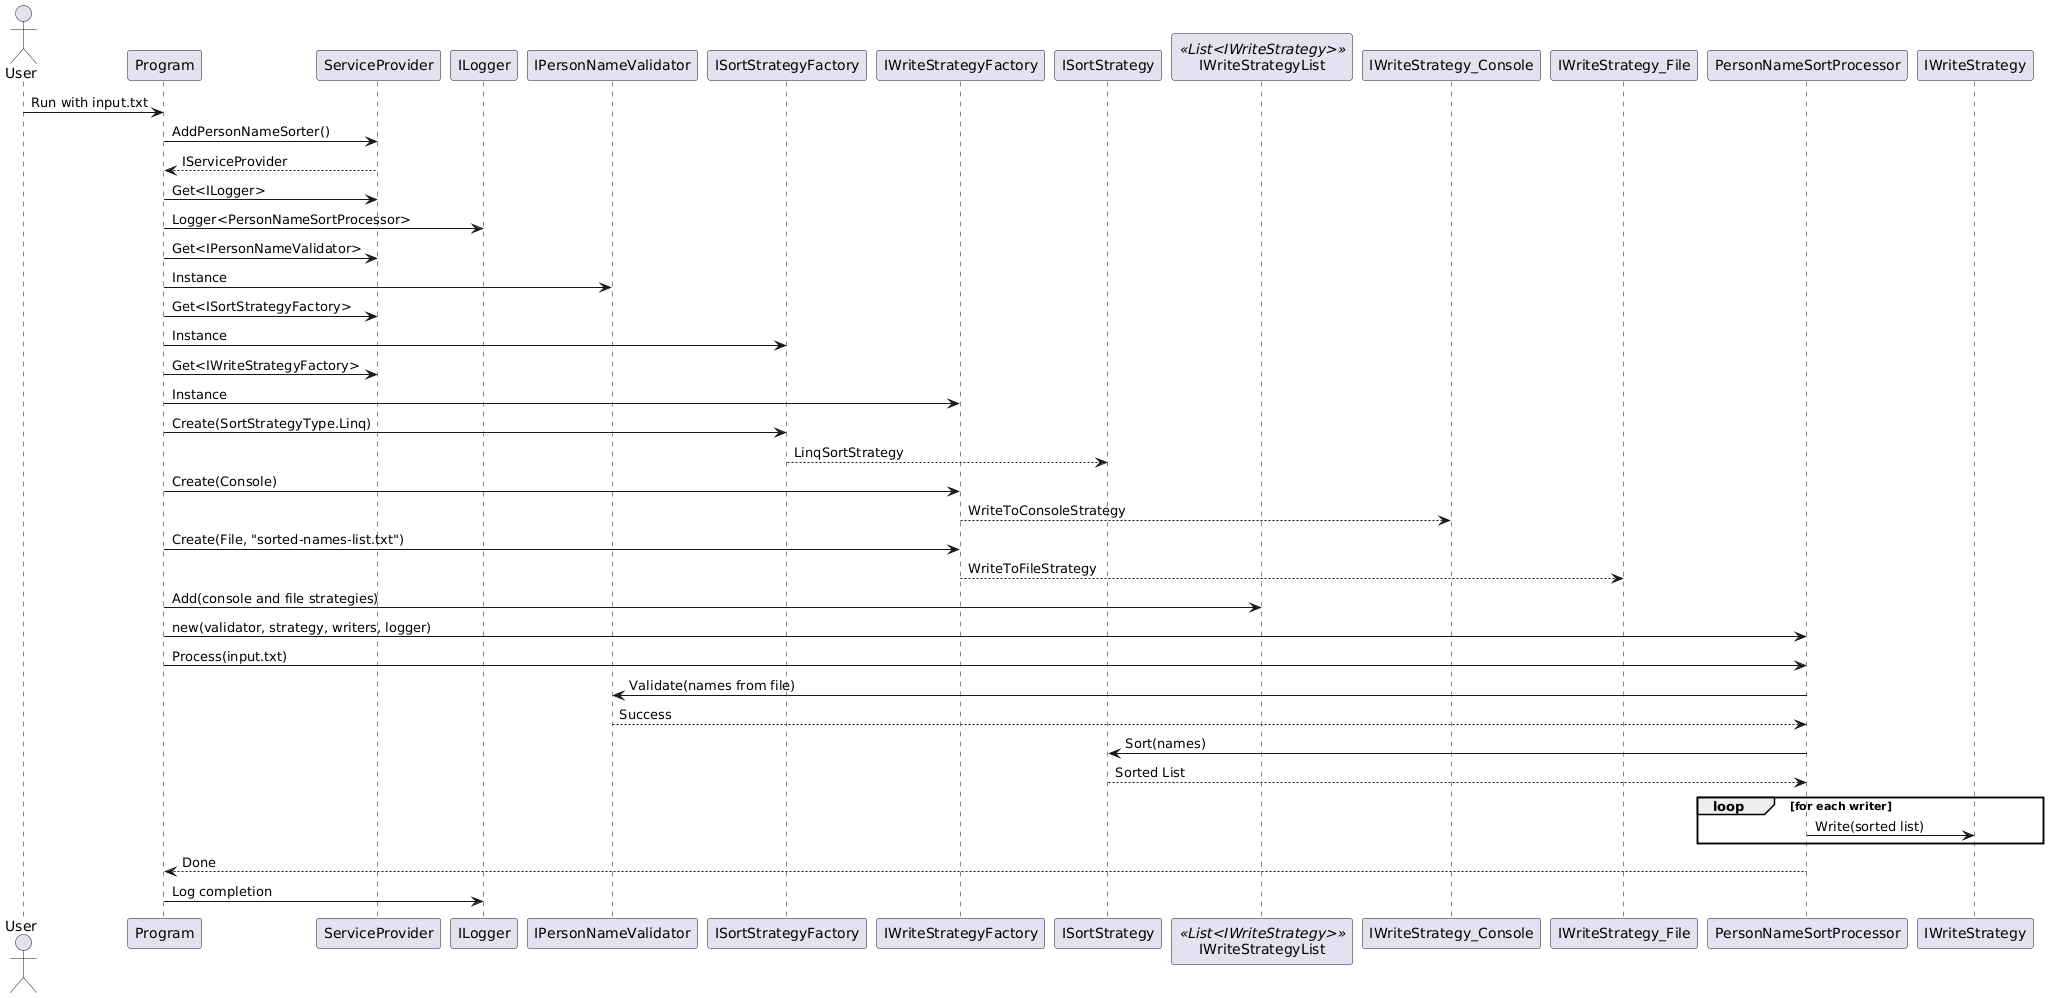 User
Program
ServiceProvider
ILogger
IPersonNameValidator
ISortStrategyFactory
IWriteStrategyFactory
ISortStrategy
«List<IWriteStrategy>»
IWriteStrategyList
IWriteStrategy_Console
IWriteStrategy_File
PersonNameSortProcessor
IWriteStrategy
Run with input.txt
AddPersonNameSorter()
IServiceProvider
Get<ILogger>
Logger<PersonNameSortProcessor>
Get<IPersonNameValidator>
Instance
Get<ISortStrategyFactory>
Instance
Get<IWriteStrategyFactory>
Instance
Create(SortStrategyType.Linq)
LinqSortStrategy
Create(Console)
WriteToConsoleStrategy
Create(File, "sorted-names-list.txt")
WriteToFileStrategy
Add(console and file strategies)
new(validator, strategy, writers, logger)
Process(input.txt)
Validate(names from file)
Success
Sort(names)
Sorted List
loop [for each writer]
Write(sorted list)
Done
Log completion
User
Program
ServiceProvider
ILogger
IPersonNameValidator
ISortStrategyFactory
IWriteStrategyFactory
ISortStrategy
«List<IWriteStrategy>»
IWriteStrategyList
IWriteStrategy_Console
IWriteStrategy_File
PersonNameSortProcessor
IWriteStrategy